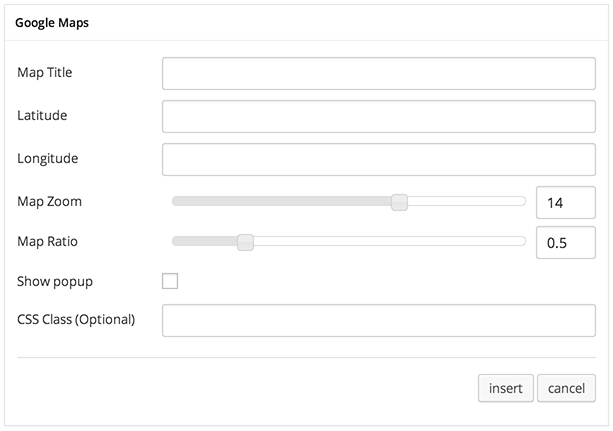 Google Maps
Map Title
Latitude
Longitude
Map Zoom 14
Map Ratio 0.5
Show popup
CSS Class (Optional)
insert cancel